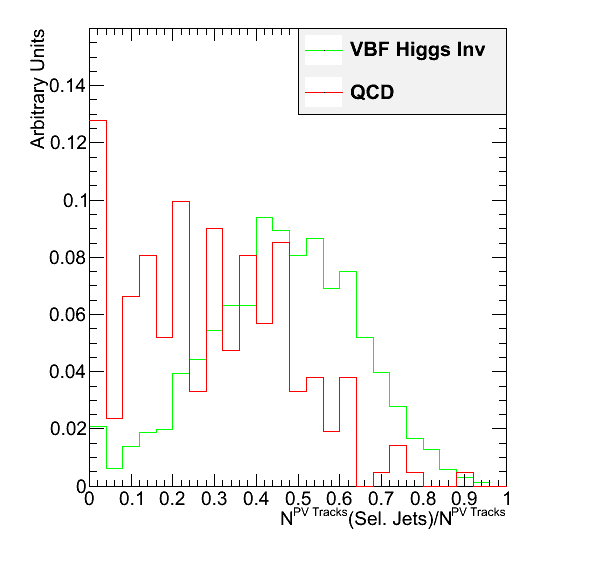 VBF Higgs Inv
QCD
Arbitrary Units
0.14
0.12
0.1
0.08
0.06
0.04
0.02
0
0 0.1 0.2 0.3 0.4 0.5 0.6 0.7 0.8 0.9 1
N^PV Tracks(Sel. Jets)/N^PV Tracks